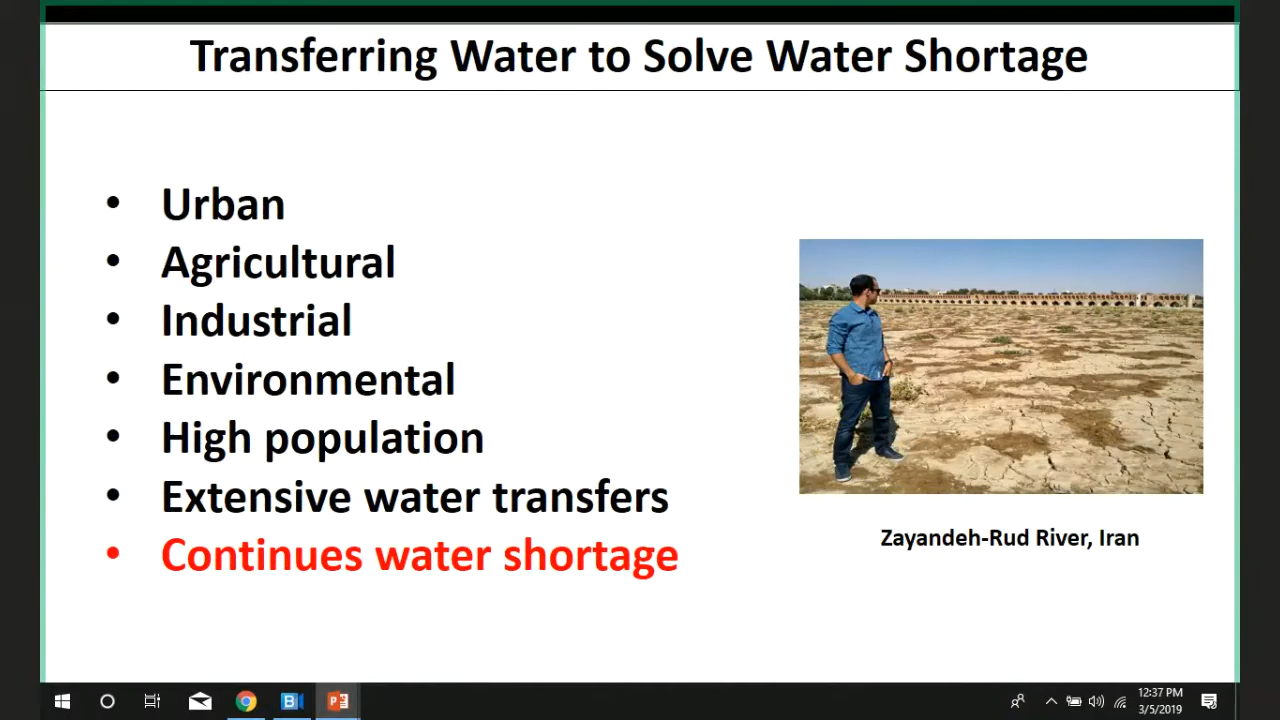 Transferring Water to Solve Water Shortage
• Urban
• Agricultural
• Industrial
• Environmental
• High population
• Extensive water transfers
• Continues water shortage
Zayandeh-Rud River, Iran
12:37 PM
3/5/2019